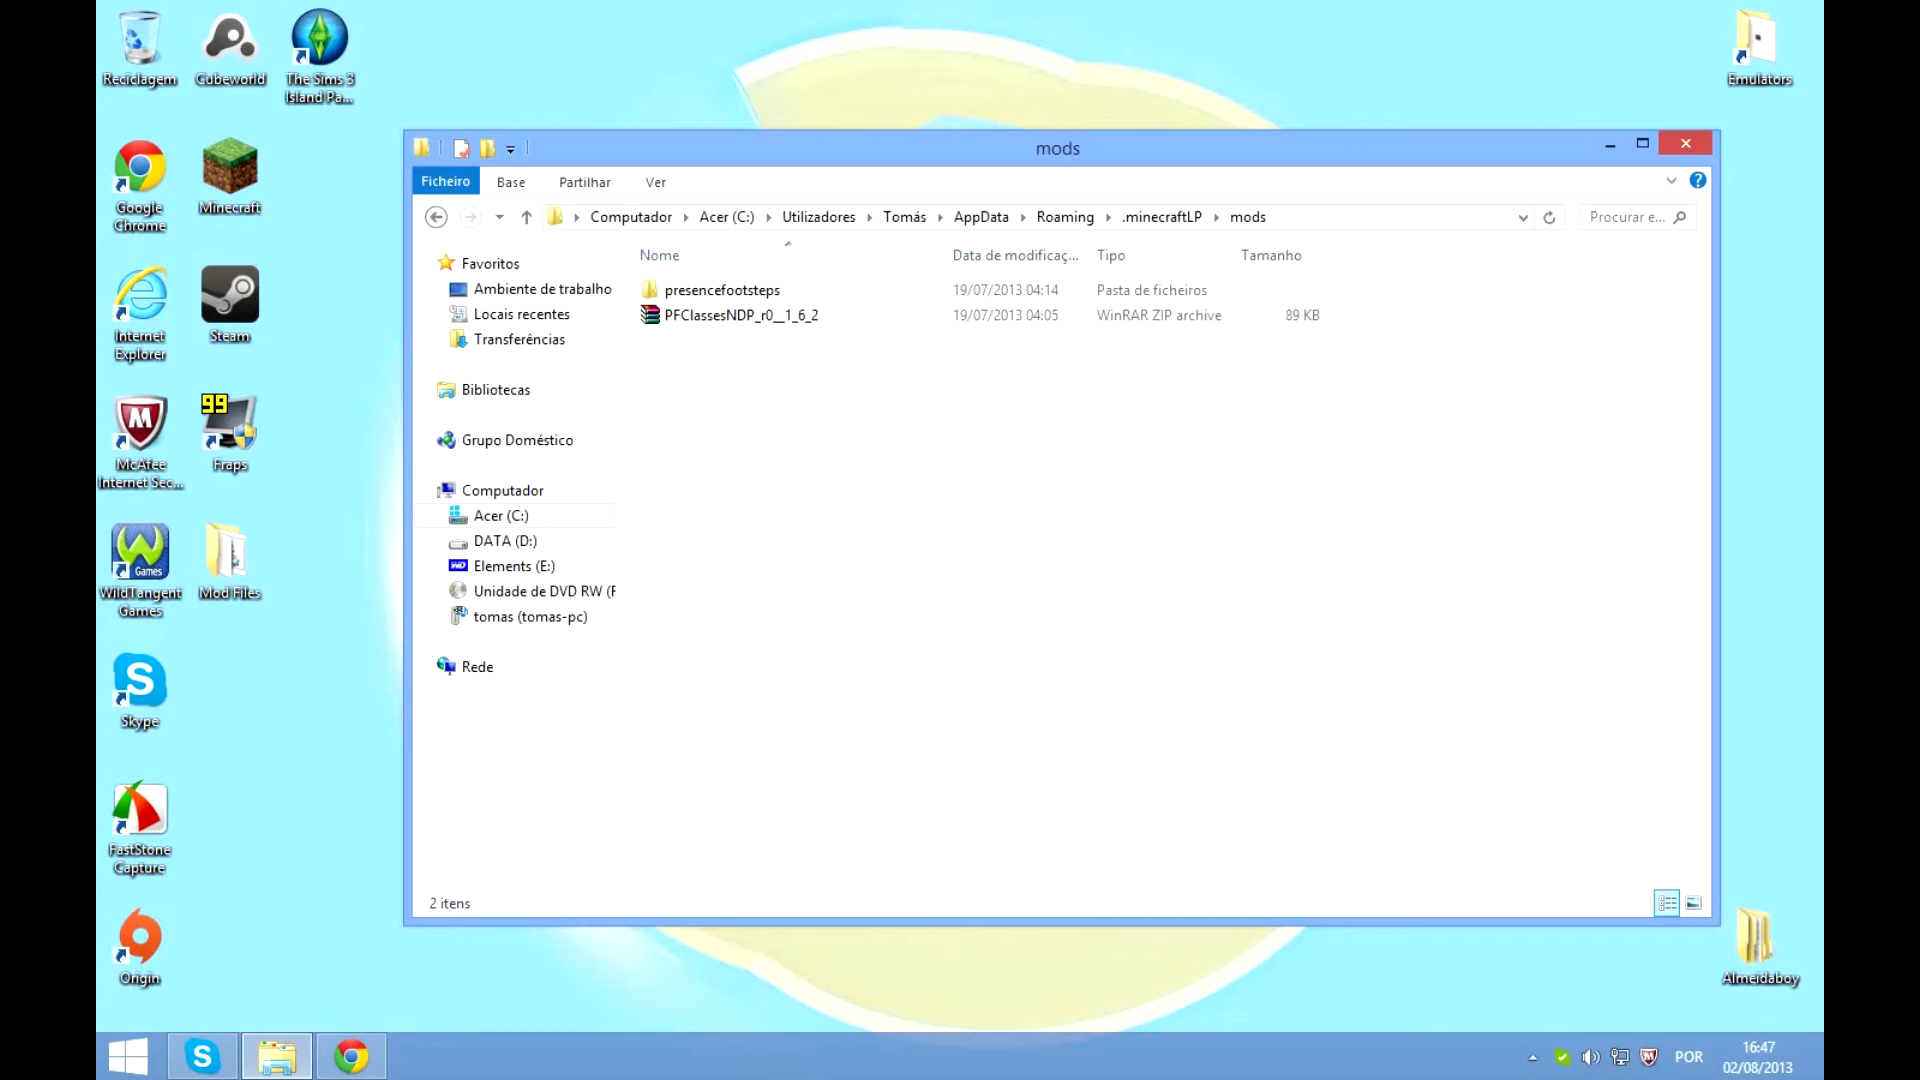 Reciclagem
Cubeworld
The Sims 3
Island Pa...
Emulators
Google
Chrome
Minecraft
Internet
Explorer
Steam
McAfee
Internet Sec...
99
Fraps
Games
WildTangent
Games
Mod Files
Skype
FastStone
Capture
Origin
Almeidaboy
mods
Ficheiro
Base
Partilhar
Ver
Computador
Acer (C:)
Utilizadores
Tomás
AppData
Roaming
.minecraftLP
mods
Procurar e...
Nome
Data de modificaç...
Tipo
Tamanho
presencefootsteps
19/07/2013 04:14
Pasta de ficheiros
PFClassesNDP_r0__1_6_2
19/07/2013 04:05
WinRAR ZIP archive
89 KB
Favoritos
Ambiente de trabalho
Locais recentes
Transferências
Bibliotecas
Grupo Doméstico
Computador
Acer (C:)
DATA (D:)
Elements (E:)
Unidade de DVD RW (F
tomas (tomas-pc)
Rede
2 itens
POR
16:47
02/08/2013